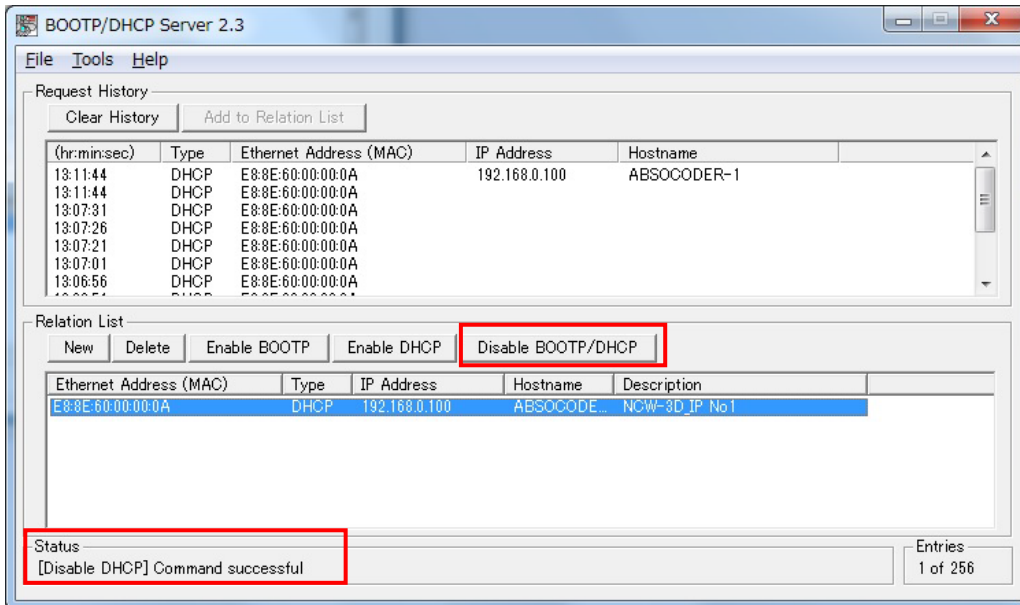 BOOTP/DHCP Server 2.3
File Tools Help
Request History
Clear History Add to Relation List
(hr:min:sec) Type Ethernet Address (MAC) IP Address Hostname
13:11:44 DHCP E8:8E:60:00:00:0A 192.168.0.100 ABSOCODER-1
13:11:44 DHCP E8:8E:60:00:00:0A
13:07:31 DHCP E8:8E:60:00:00:0A
13:07:26 DHCP E8:8E:60:00:00:0A
13:07:21 DHCP E8:8E:60:00:00:0A
13:07:01 DHCP E8:8E:60:00:00:0A
13:06:56 DHCP E8:8E:60:00:00:0A
Relation List
New Delete Enable BOOTP Enable DHCP Disable BOOTP/DHCP
Ethernet Address (MAC) Type IP Address Hostname Description
E8:8E:60:00:00:0A DHCP 192.168.0.100 ABSOCODE... NCW-3D_IP No1
Status
[Disable DHCP] Command successful
Entries
1 of 256